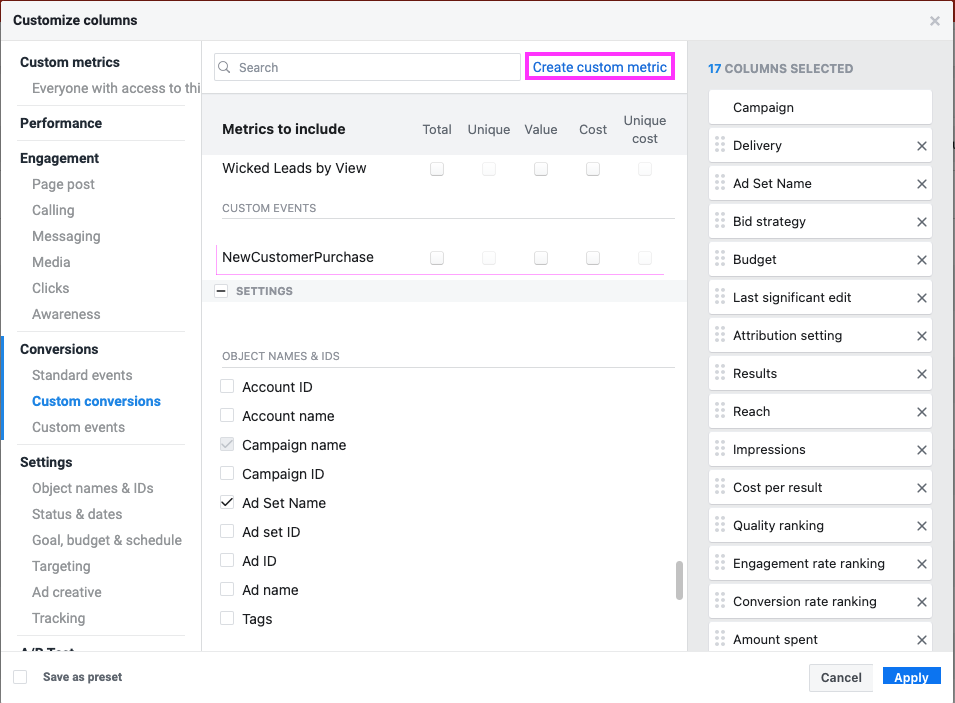 Customize columns
Custom metrics
Everyone with access to thi
Performance
Engagement
Page post
Calling
Messaging
Media
Clicks
Awareness
Conversions
Standard events
Custom conversions
Custom events
Settings
Object names & IDs
Status & dates
Goal, budget & schedule
Targeting
Ad creative
Tracking
A/B Test
Search
Create custom metric
Metrics to include
Total
Unique
Value
Cost
Unique
cost
Wicked Leads by View
CUSTOM EVENTS
NewCustomerPurchase
SETTINGS
OBJECT NAMES & IDS
Account ID
Account name
Campaign name
Campaign ID
Ad Set Name
Ad set ID
Ad ID
Ad name
Tags
17 COLUMNS SELECTED
Campaign
Delivery
Ad Set Name
Bid strategy
Budget
Last significant edit
Attribution setting
Results
Reach
Impressions
Cost per result
Quality ranking
Engagement rate ranking
Conversion rate ranking
Amount spent
Save as preset
Cancel
Apply